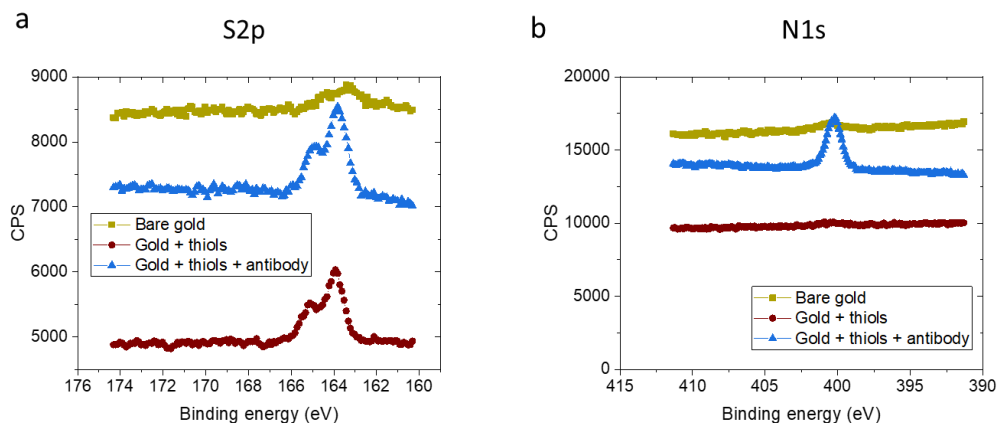 a
S2p
9000
8000
7000
6000
5000
CPS
Bare gold
Gold + thiols
Gold + thiols + antibody
176 174 172 170 168 166 164 162 160
Binding energy (eV)
b
N1s
20000
15000
10000
5000
0
CPS
Bare gold
Gold + thiols
Gold + thiols + antibody
415 410 405 400 395 390
Binding energy (eV)